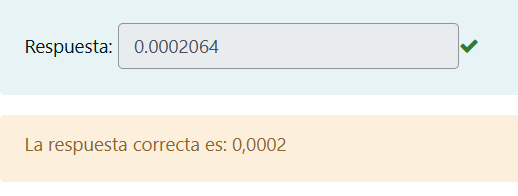 Respuesta: 0.0002064
La respuesta correcta es: 0,0002